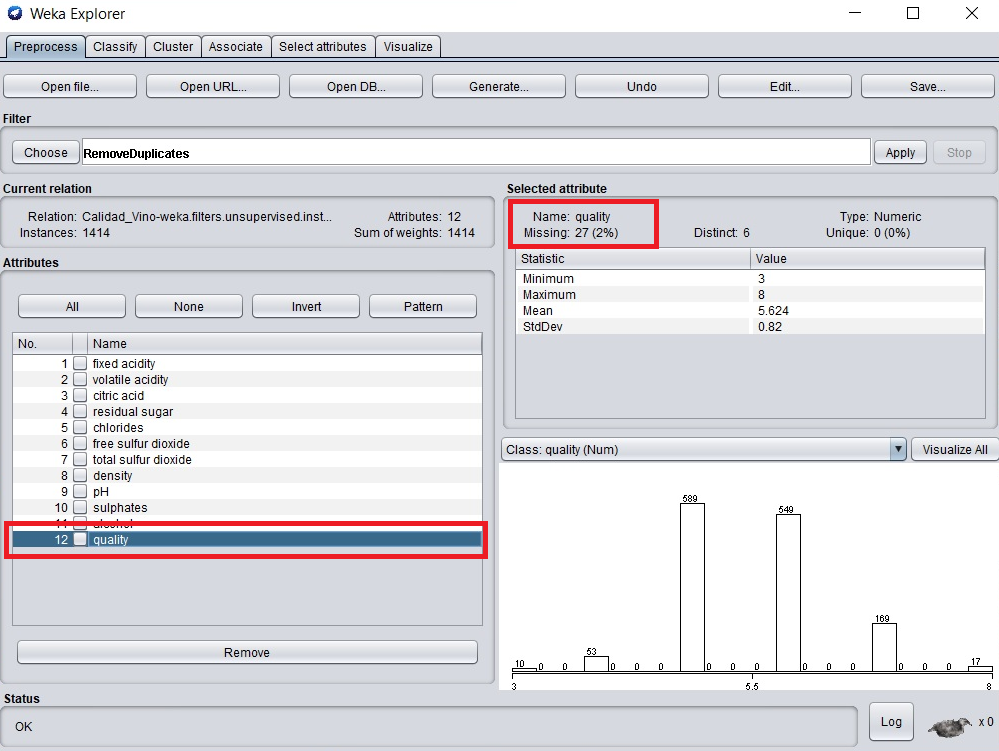 Weka Explorer
Preprocess Classify Cluster Associate Select attributes Visualize
Open file... Open URL... Open DB... Generate... Undo Edit... Save...
Filter
Choose RemoveDuplicates Apply Stop
Current relation
Relation: Calidad_Vino-weka.filters.unsupervised.inst... Attributes: 12
Instances: 1414 Sum of weights: 1414
Attributes
All None Invert Pattern
No. Name
1 fixed acidity
2 volatile acidity
3 citric acid
4 residual sugar
5 chlorides
6 free sulfur dioxide
7 total sulfur dioxide
8 density
9 pH
10 sulphates
11 alcohol
12 quality
Remove
Selected attribute
Name: quality Type: Numeric
Missing: 27 (2%) Distinct: 6 Unique: 0 (0%)
Statistic Value
Minimum 3
Maximum 8
Mean 5.624
StdDev 0.82
Class: quality (Num) Visualize All
10 0 0 53 0 0 0 589 0 0 0 549 0 0 0 169 0 0 0 17
3 5.5 8
Status
OK
Log x 0